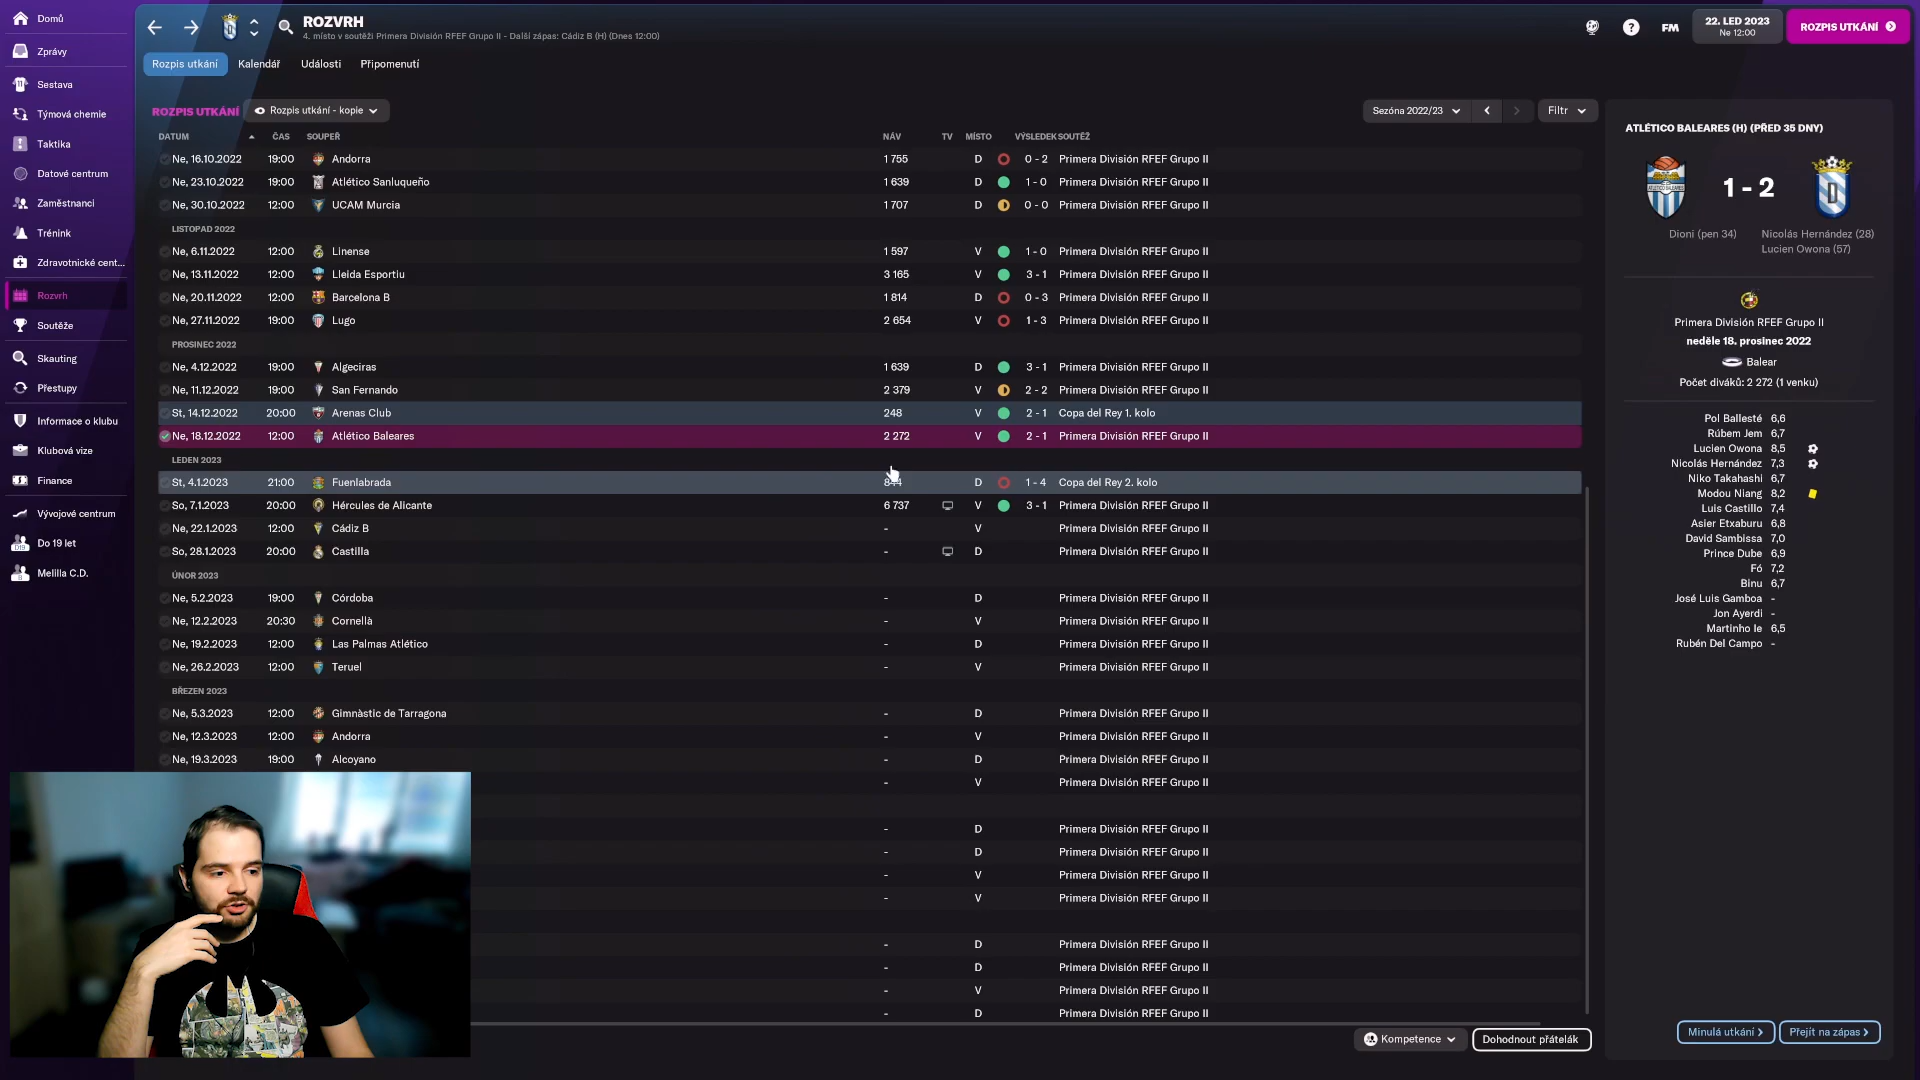 Domů
Zprávy
Sestava
Týmová chemie
Taktika
Datové centrum
Zaměstnanci
Trénink
Zdravotnické cent...
Rozvrh
Soutěže
Skauting
Přestupy
Informace o klubu
Klubová vize
Finance
Vývojové centrum
Do 19 let
Melilla C.D.
ROZVRH
4. místo v soutěži Primera División RFEF Grupo II - Další zápas: Cádiz B (H) (Dnes 12:00)
FM
22. LED 2023
Ne 12:00
ROZPIS UTKÁNÍ
Rozpis utkání Kalendář Události Připomenutí
ROZPIS UTKÁNÍ Rozpis utkání - kopie Sezóna 2022/23 Filtr
DATUM ČAS SOUPEŘ NÁV TV MÍSTO VÝSLEDEK SOUTĚŽ
Ne, 16.10.2022 19:00 Andorra 1 755 D 0 - 2 Primera División RFEF Grupo II
Ne, 23.10.2022 19:00 Atlético Sanluqueño 1 639 D 1 - 0 Primera División RFEF Grupo II
Ne, 30.10.2022 12:00 UCAM Murcia 1 707 D 0 - 0 Primera División RFEF Grupo II
LISTOPAD 2022
Ne, 6.11.2022 12:00 Linense 1 597 V 1 - 0 Primera División RFEF Grupo II
Ne, 13.11.2022 12:00 Lleida Esportiu 3 165 V 3 - 1 Primera División RFEF Grupo II
Ne, 20.11.2022 12:00 Barcelona B 1 814 D 0 - 3 Primera División RFEF Grupo II
Ne, 27.11.2022 19:00 Lugo 2 654 V 1 - 3 Primera División RFEF Grupo II
PROSINEC 2022
Ne, 4.12.2022 19:00 Algeciras 1 639 D 3 - 1 Primera División RFEF Grupo II
Ne, 11.12.2022 19:00 San Fernando 2 379 V 2 - 2 Primera División RFEF Grupo II
St, 14.12.2022 20:00 Arenas Club 248 V 2 - 1 Copa del Rey 1. kolo
Ne, 18.12.2022 12:00 Atlético Baleares 2 272 V 2 - 1 Primera División RFEF Grupo II
LEDEN 2023
St, 4.1.2023 21:00 Fuenlabrada D 1 - 4 Copa del Rey 2. kolo
So, 7.1.2023 20:00 Hércules de Alicante 6 737 V 3 - 1 Primera División RFEF Grupo II
Ne, 22.1.2023 12:00 Cádiz B - V Primera División RFEF Grupo II
So, 28.1.2023 20:00 Castilla - D Primera División RFEF Grupo II
ÚNOR 2023
Ne, 5.2.2023 19:00 Córdoba - D Primera División RFEF Grupo II
Ne, 12.2.2023 20:30 Cornellà - V Primera División RFEF Grupo II
Ne, 19.2.2023 12:00 Las Palmas Atlético - D Primera División RFEF Grupo II
Ne, 26.2.2023 12:00 Teruel - V Primera División RFEF Grupo II
BŘEZEN 2023
Ne, 5.3.2023 12:00 Gimnàstic de Tarragona - D Primera División RFEF Grupo II
Ne, 12.3.2023 12:00 Andorra - V Primera División RFEF Grupo II
Ne, 19.3.2023 19:00 Alcoyano - D Primera División RFEF Grupo II
- V Primera División RFEF Grupo II
- D Primera División RFEF Grupo II
- D Primera División RFEF Grupo II
- V Primera División RFEF Grupo II
- V Primera División RFEF Grupo II
- D Primera División RFEF Grupo II
- D Primera División RFEF Grupo II
- V Primera División RFEF Grupo II
- D Primera División RFEF Grupo II
Kompetence Dohodnout přátelák
ATLÉTICO BALEARES (H) (PŘED 35 DNY)
1 - 2
Dioni (pen 34) Nicolás Hernández (28)
Lucien Owona (57)
Primera División RFEF Grupo II
neděle 18. prosinec 2022
Balear
Počet diváků: 2 272 (1 venku)
Pol Ballesté 6,6
Rúbem Jem 6,7
Lucien Owona 8,5
Nicolás Hernández 7,3
Niko Takahashi 6,7
Modou Niang 8,2
Luis Castillo 7,4
Asier Etxaburu 6,8
David Sambissa 7,0
Prince Dube 6,9
Fó 7,2
Binu 6,7
José Luis Gamboa -
Jon Ayerdi -
Martinho Ie 6,5
Rubén Del Campo -
Minulá utkání Přejít na zápas